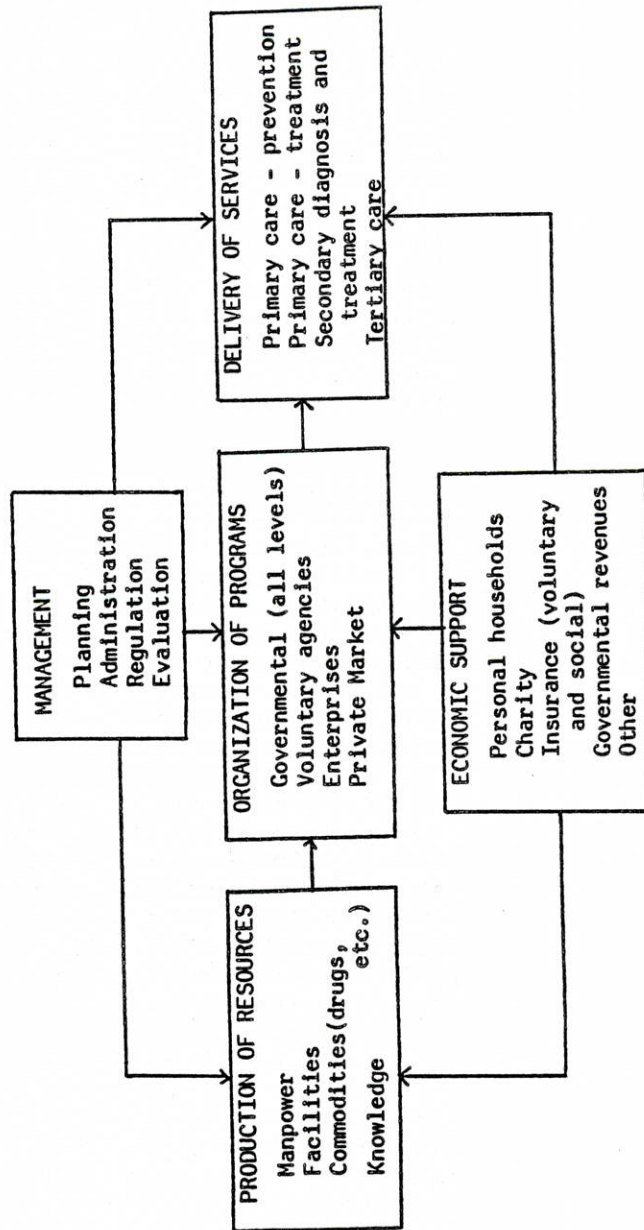 MANAGEMENT
Planning
Administration
Regulation
Evaluation
PRODUCTION OF RESOURCES
Manpower
Facilities
Commodities(drugs,
etc.)
Knowledge
ORGANIZATION OF PROGRAMS
Governmental (all levels)
Voluntary agencies
Enterprises
Private Market
DELIVERY OF SERVICES
Primary care - prevention
Primary care - treatment
Secondary diagnosis and
treatment
Tertiary care
ECONOMIC SUPPORT
Personal households
Charity
Insurance (voluntary
and social)
Governmental revenues
Other